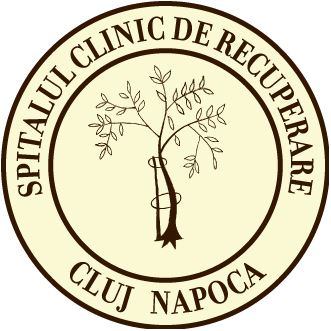 SPITALUL CLINIC DE RECUPERARE
CLUJ NAPOCA